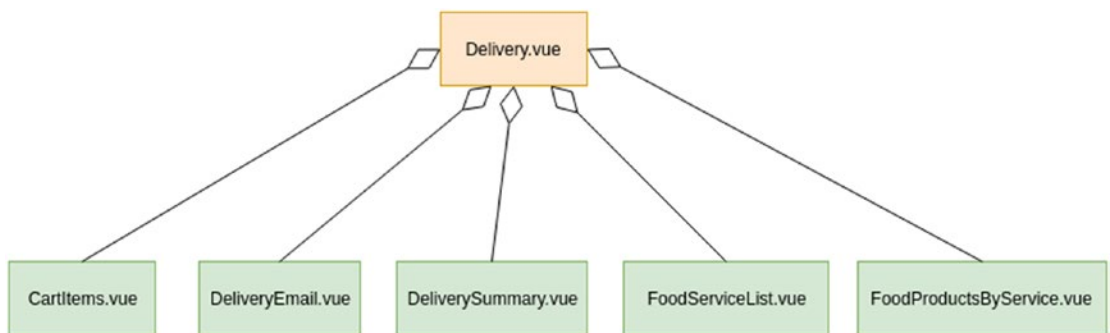 Delivery.vue
CartItems.vue
DeliveryEmail.vue
DeliverySummary.vue
FoodServiceList.vue
FoodProductsByService.vue